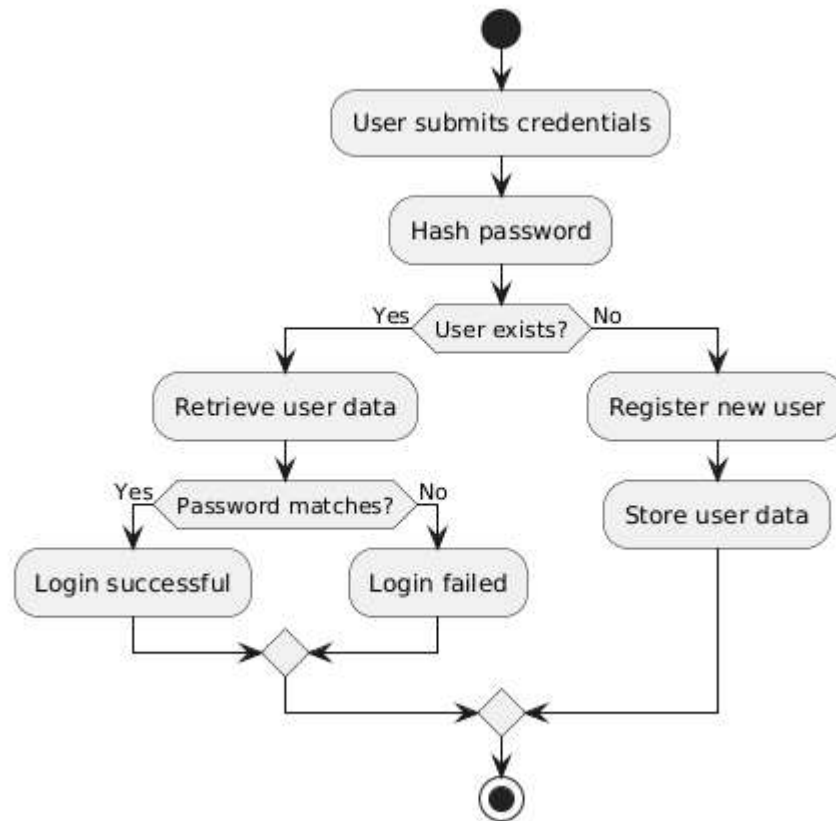 User submits credentials
Hash password
Yes
User exists?
No
Retrieve user data
Register new user
Yes
Password matches?
No
Store user data
Login successful
Login failed